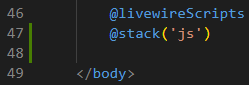 46 @livewireScripts
47 @stack('js')
48
49 </body>